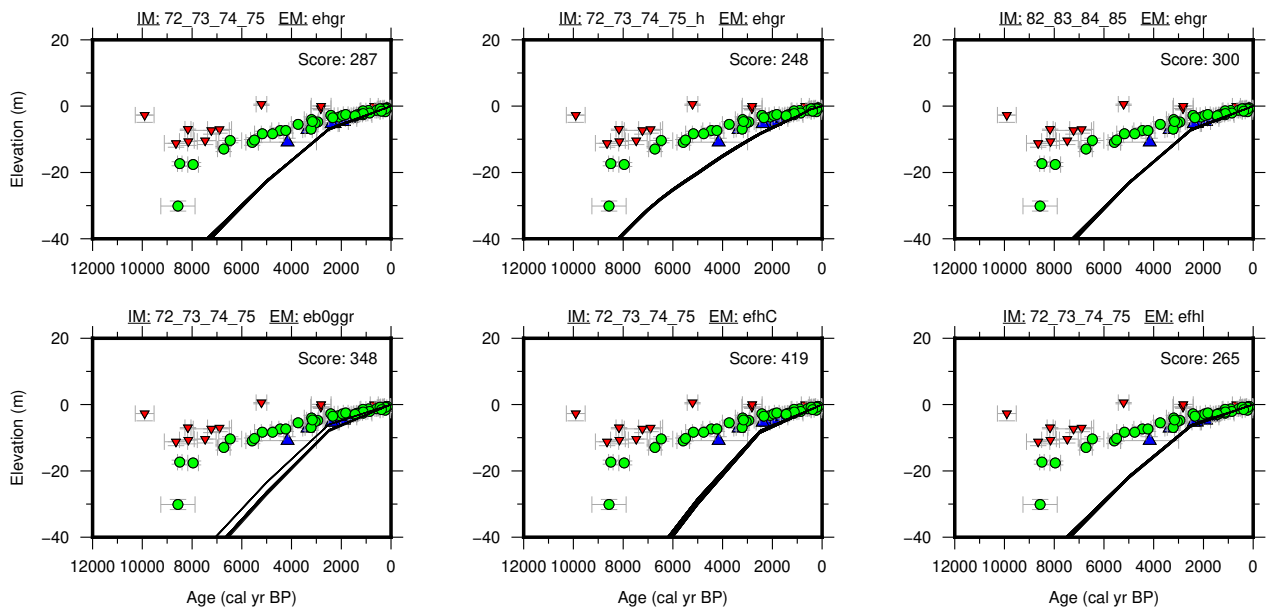 IM: 72_73_74_75 EM: ehgr
IM: 72_73_74_75_h EM: ehgr
IM: 82_83_84_85 EM: ehgr
20
0
−20
−40
Elevation (m)
Score: 287
12000 10000 8000 6000 4000 2000 0
20
0
−20
−40
Score: 248
12000 10000 8000 6000 4000 2000 0
20
0
−20
−40
Score: 300
12000 10000 8000 6000 4000 2000 0
IM: 72_73_74_75 EM: eb0ggr
IM: 72_73_74_75 EM: efhC
IM: 72_73_74_75 EM: efhl
20
0
−20
−40
Elevation (m)
Score: 348
12000 10000 8000 6000 4000 2000 0
Age (cal yr BP)
20
0
−20
−40
Score: 419
12000 10000 8000 6000 4000 2000 0
Age (cal yr BP)
20
0
−20
−40
Score: 265
12000 10000 8000 6000 4000 2000 0
Age (cal yr BP)